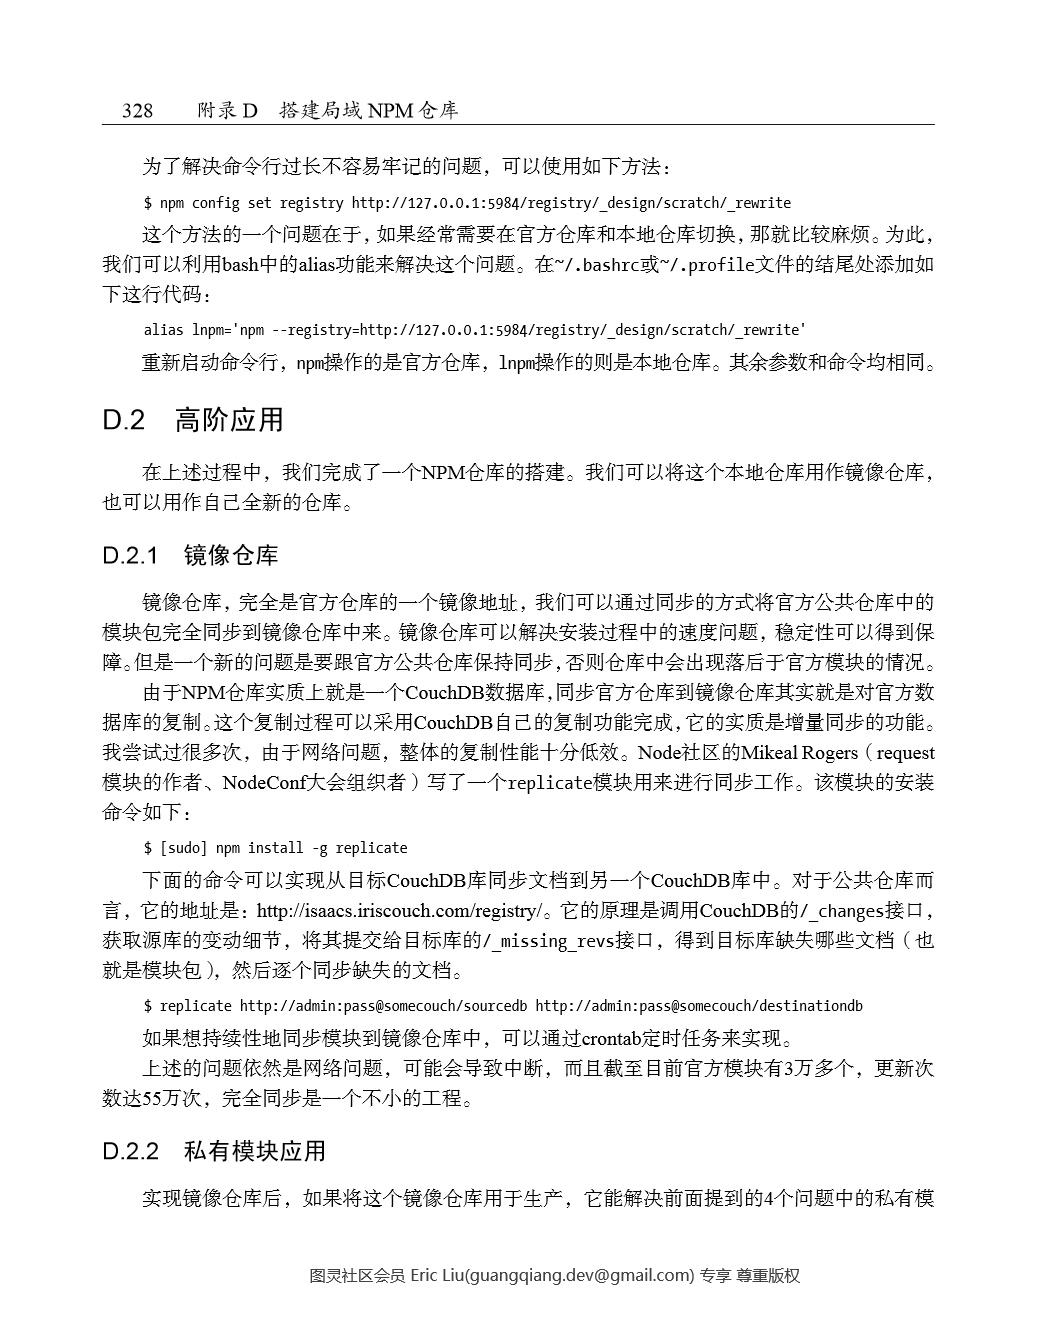 328 附录 D 搭建局域 NPM 仓库
为了解决命令行过长不容易牢记的问题，可以使用如下方法：
$ npm config set registry http://127.0.0.1:5984/registry/_design/scratch/_rewrite
这个方法的一个问题在于，如果经常需要在官方仓库和本地仓库切换，那就比较麻烦。为此，
我们可以利用bash中的alias功能来解决这个问题。在~/.bashrc或~/.profile文件的结尾处添加如
下这行代码：
alias lnpm='npm --registry=http://127.0.0.1:5984/registry/_design/scratch/_rewrite'
重新启动命令行，npm操作的是官方仓库，lnpm操作的则是本地仓库。其余参数和命令均相同。
D.2 高阶应用
在上述过程中，我们完成了一个NPM仓库的搭建。我们可以将这个本地仓库用作镜像仓库，
也可以用作自己全新的仓库。
D.2.1 镜像仓库
镜像仓库，完全是官方仓库的一个镜像地址，我们可以通过同步的方式将官方公共仓库中的
模块包完全同步到镜像仓库中来。镜像仓库可以解决安装过程中的速度问题，稳定性可以得到保
障。但是一个新的问题是要跟官方公共仓库保持同步，否则仓库中会出现落后于官方模块的情况。
由于NPM仓库实质上就是一个CouchDB数据库，同步官方仓库到镜像仓库其实就是对官方数
据库的复制。这个复制过程可以采用CouchDB自己的复制功能完成，它的实质是增量同步的功能。
我尝试过很多次，由于网络问题，整体的复制性能十分低效。Node社区的Mikeal Rogers（request
模块的作者、NodeConf大会组织者）写了一个replicate模块用来进行同步工作。该模块的安装
命令如下：
$ [sudo] npm install -g replicate
下面的命令可以实现从目标CouchDB库同步文档到另一个CouchDB库中。对于公共仓库而
言，它的地址是：http://isaacs.iriscouch.com/registry/。它的原理是调用CouchDB的/_changes接口，
获取源库的变动细节，将其提交给目标库的/_missing_revs接口，得到目标库缺失哪些文档（也
就是模块包），然后逐个同步缺失的文档。
$ replicate http://admin:pass@somecouch/sourcedb http://admin:pass@somecouch/destinationdb
如果想持续性地同步模块到镜像仓库中，可以通过crontab定时任务来实现。
上述的问题依然是网络问题，可能会导致中断，而且截至目前官方模块有3万多个，更新次
数达55万次，完全同步是一个不小的工程。
D.2.2 私有模块应用
实现镜像仓库后，如果将这个镜像仓库用于生产，它能解决前面提到的4个问题中的私有模
图灵社区会员 Eric Liu(guangqiang.dev@gmail.com) 专享 尊重版权